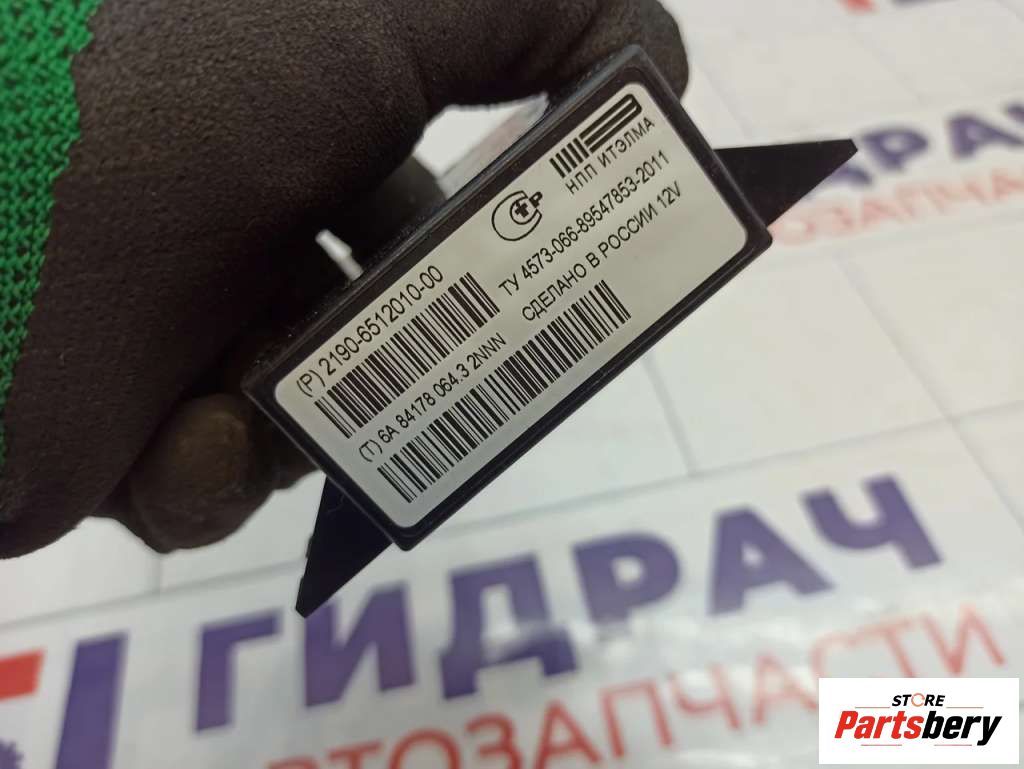 НПП ИТЭЛМА
(P) 2190-6512010-00
ТУ 4573-066-89547853-2011
(T) 6A 84178 064.3 2NNN
СДЕЛАНО В РОССИИ 12V
ГИДРАЧ
АВТОЗАПЧАСТИ
STORE
Partsbery